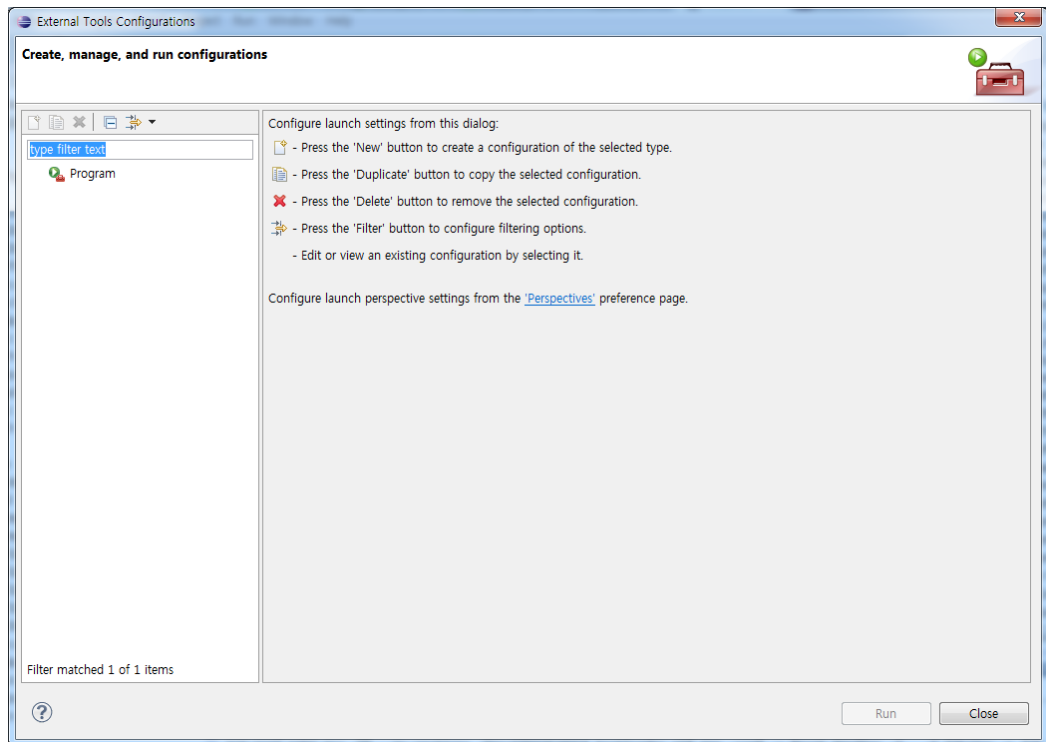 External Tools Configurations
Create, manage, and run configurations
type filter text
Program
Filter matched 1 of 1 items
Configure launch settings from this dialog:
- Press the 'New' button to create a configuration of the selected type.
- Press the 'Duplicate' button to copy the selected configuration.
- Press the 'Delete' button to remove the selected configuration.
- Press the 'Filter' button to configure filtering options.
- Edit or view an existing configuration by selecting it.
Configure launch perspective settings from the 'Perspectives' preference page.
Run
Close